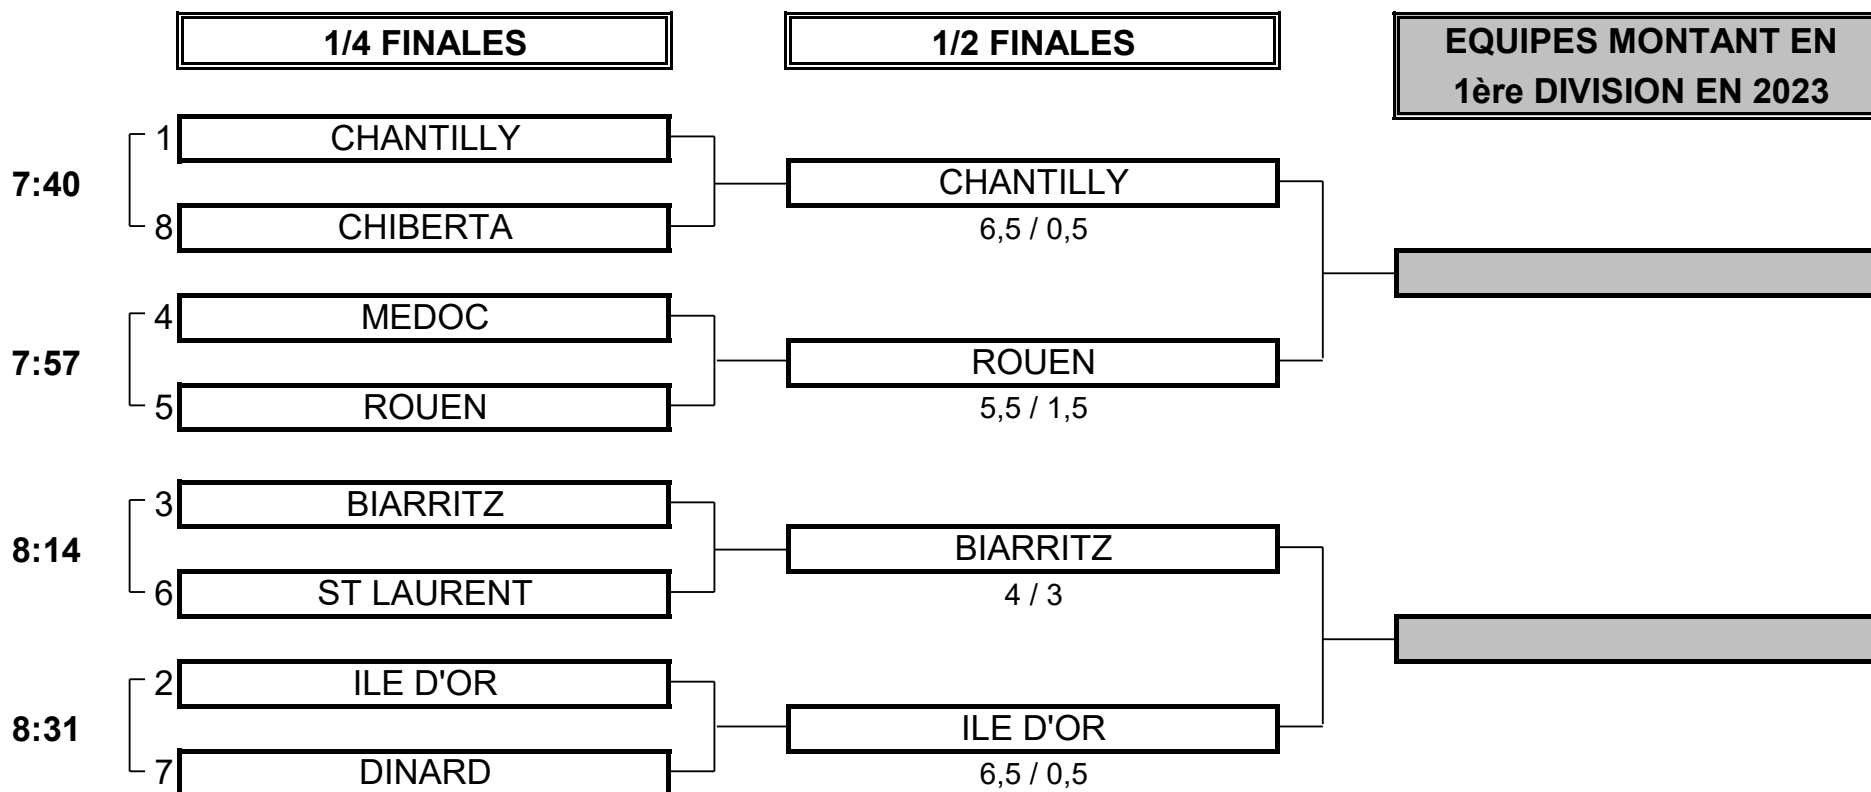 1/4 FINALES
1/2 FINALES
EQUIPES MONTANT EN
1ère DIVISION EN 2023
1 CHANTILLY
7:40
CHANTILLY
8 CHIBERTA
6,5 / 0,5
4 MEDOC
7:57
ROUEN
5 ROUEN
5,5 / 1,5
3 BIARRITZ
8:14
BIARRITZ
6 ST LAURENT
4 / 3
2 ILE D'OR
8:31
ILE D'OR
7 DINARD
6,5 / 0,5